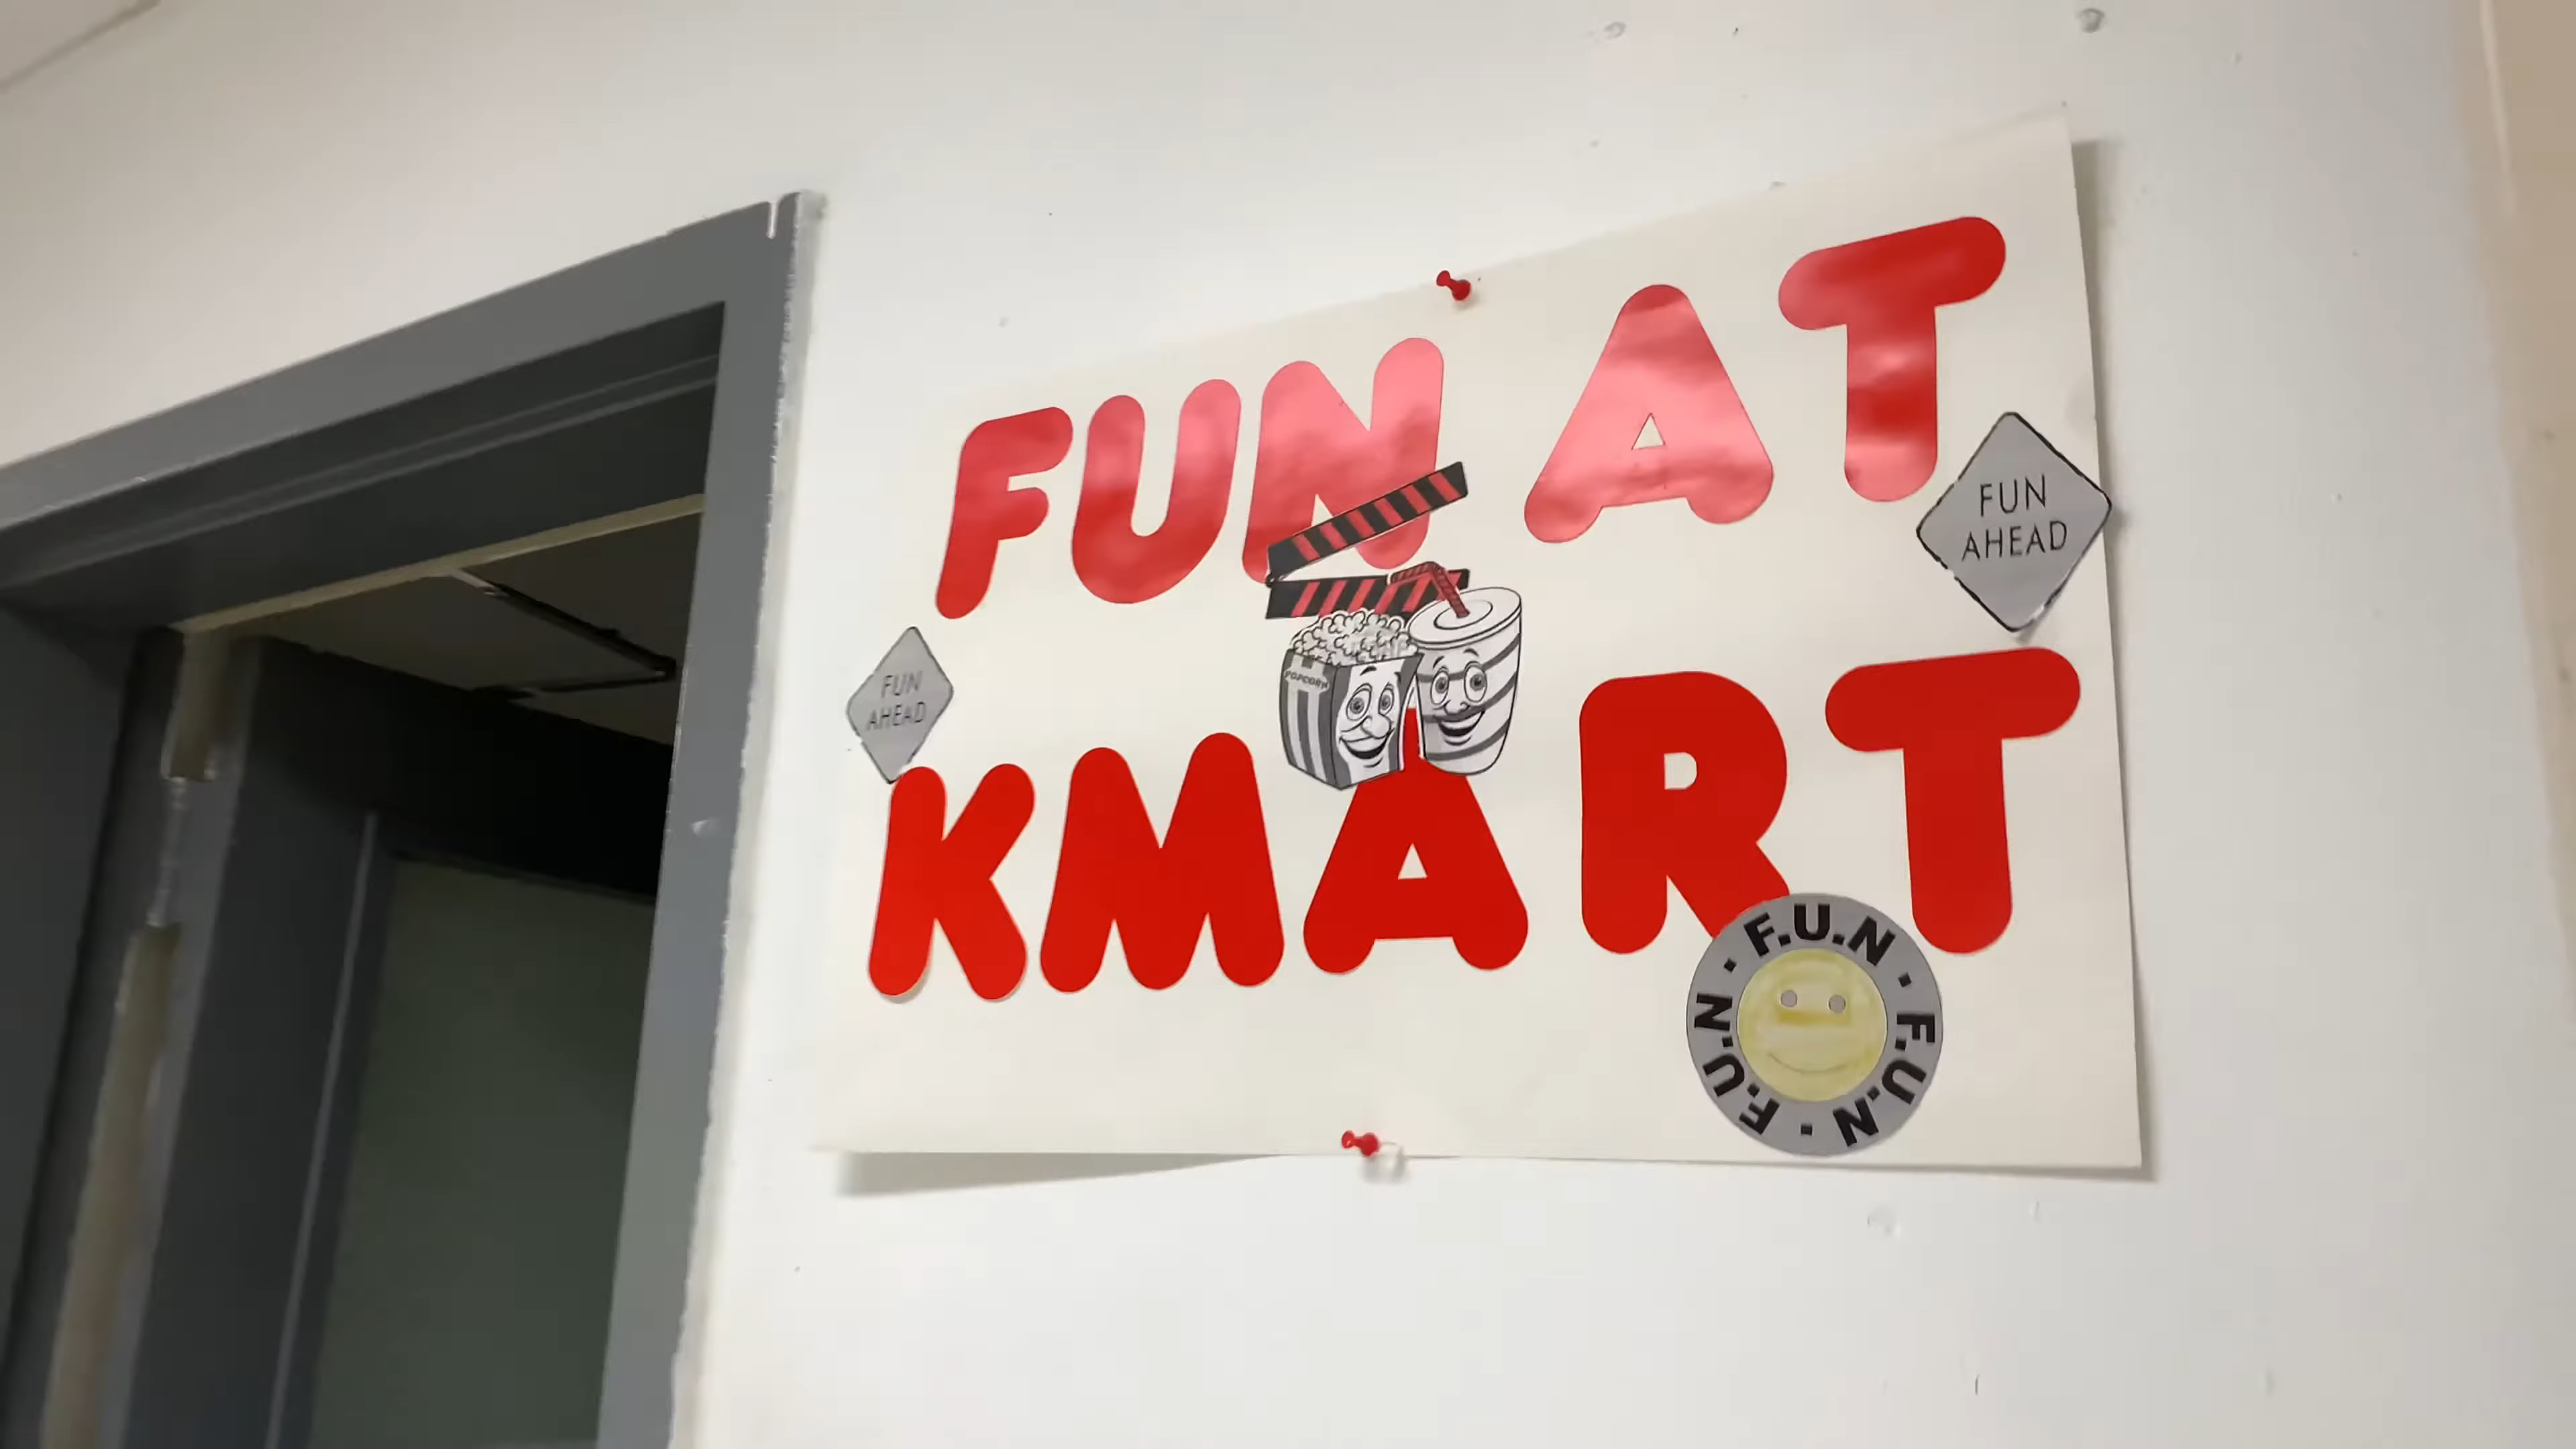 FUN AT
FUN
AHEAD
POPCORN
FUN
AHEAD
KMART
F.U.N · F.U.N · F.U.N ·